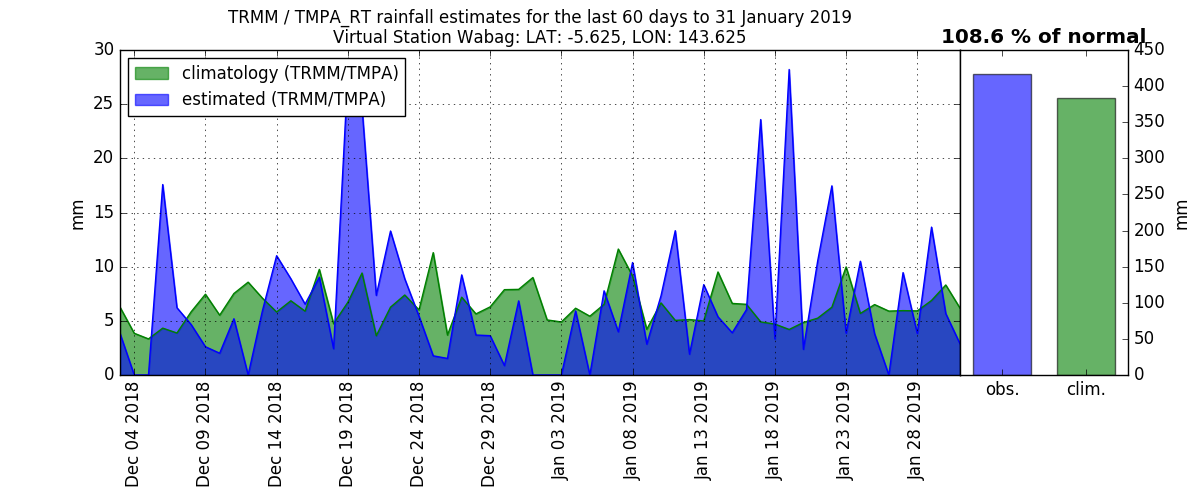 TRMM / TMPA_RT rainfall estimates for the last 60 days to 31 January 2019
Virtual Station Wabag: LAT: -5.625, LON: 143.625
108.6 % of normal
climatology (TRMM/TMPA)
estimated (TRMM/TMPA)
30
25
20
15
10
5
0
mm
Dec 04 2018
Dec 09 2018
Dec 14 2018
Dec 19 2018
Dec 24 2018
Dec 29 2018
Jan 03 2019
Jan 08 2019
Jan 13 2019
Jan 18 2019
Jan 23 2019
Jan 28 2019
450
400
350
300
250
200
150
100
50
0
mm
obs.
clim.